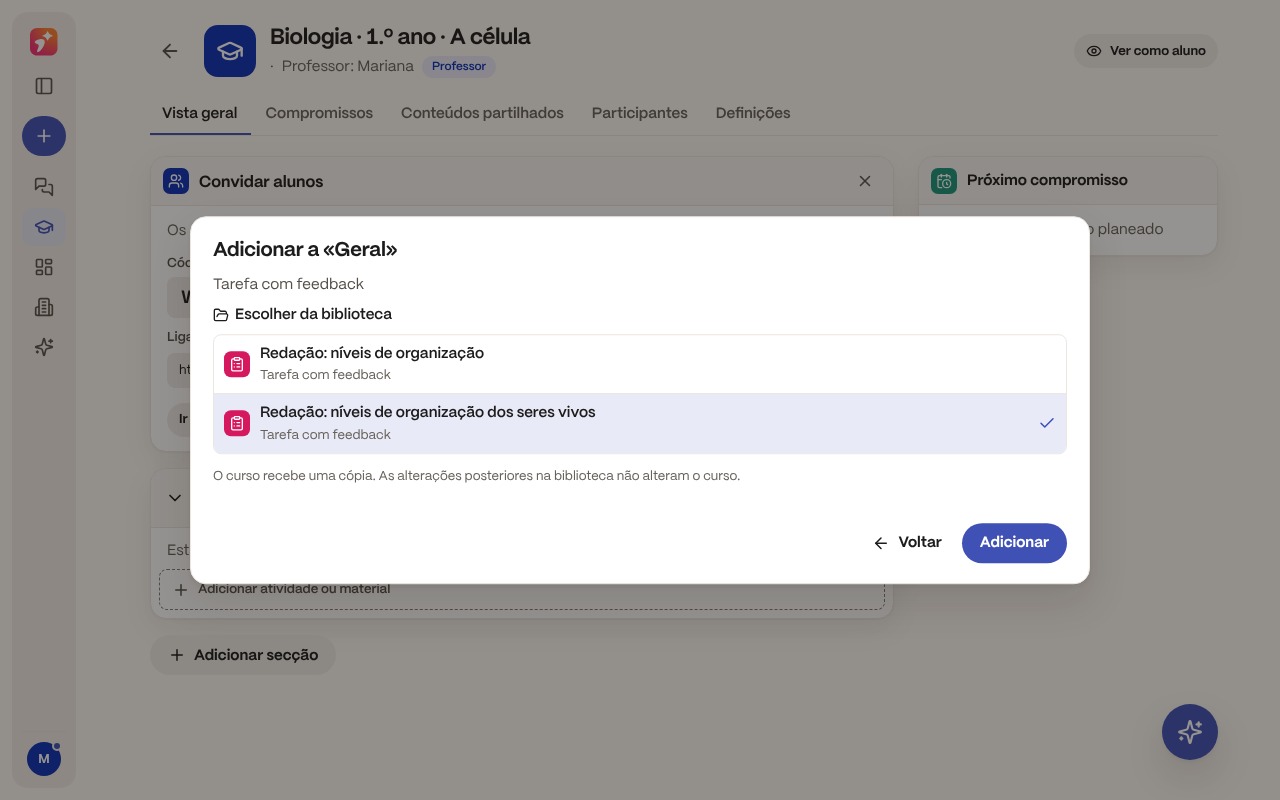 Biologia · 1.º ano · A célula
· Professor: Mariana Professor
Ver como aluno
Vista geral Compromissos Conteúdos partilhados Participantes Definições
Convidar alunos
Próximo compromisso
Os
planeado
Adicionar a «Geral»
Tarefa com feedback
Escolher da biblioteca
Redação: níveis de organização
Tarefa com feedback
Redação: níveis de organização dos seres vivos
Tarefa com feedback
O curso recebe uma cópia. As alterações posteriores na biblioteca não alteram o curso.
Voltar Adicionar
Ir
Adicionar atividade ou material
Adicionar secção
M